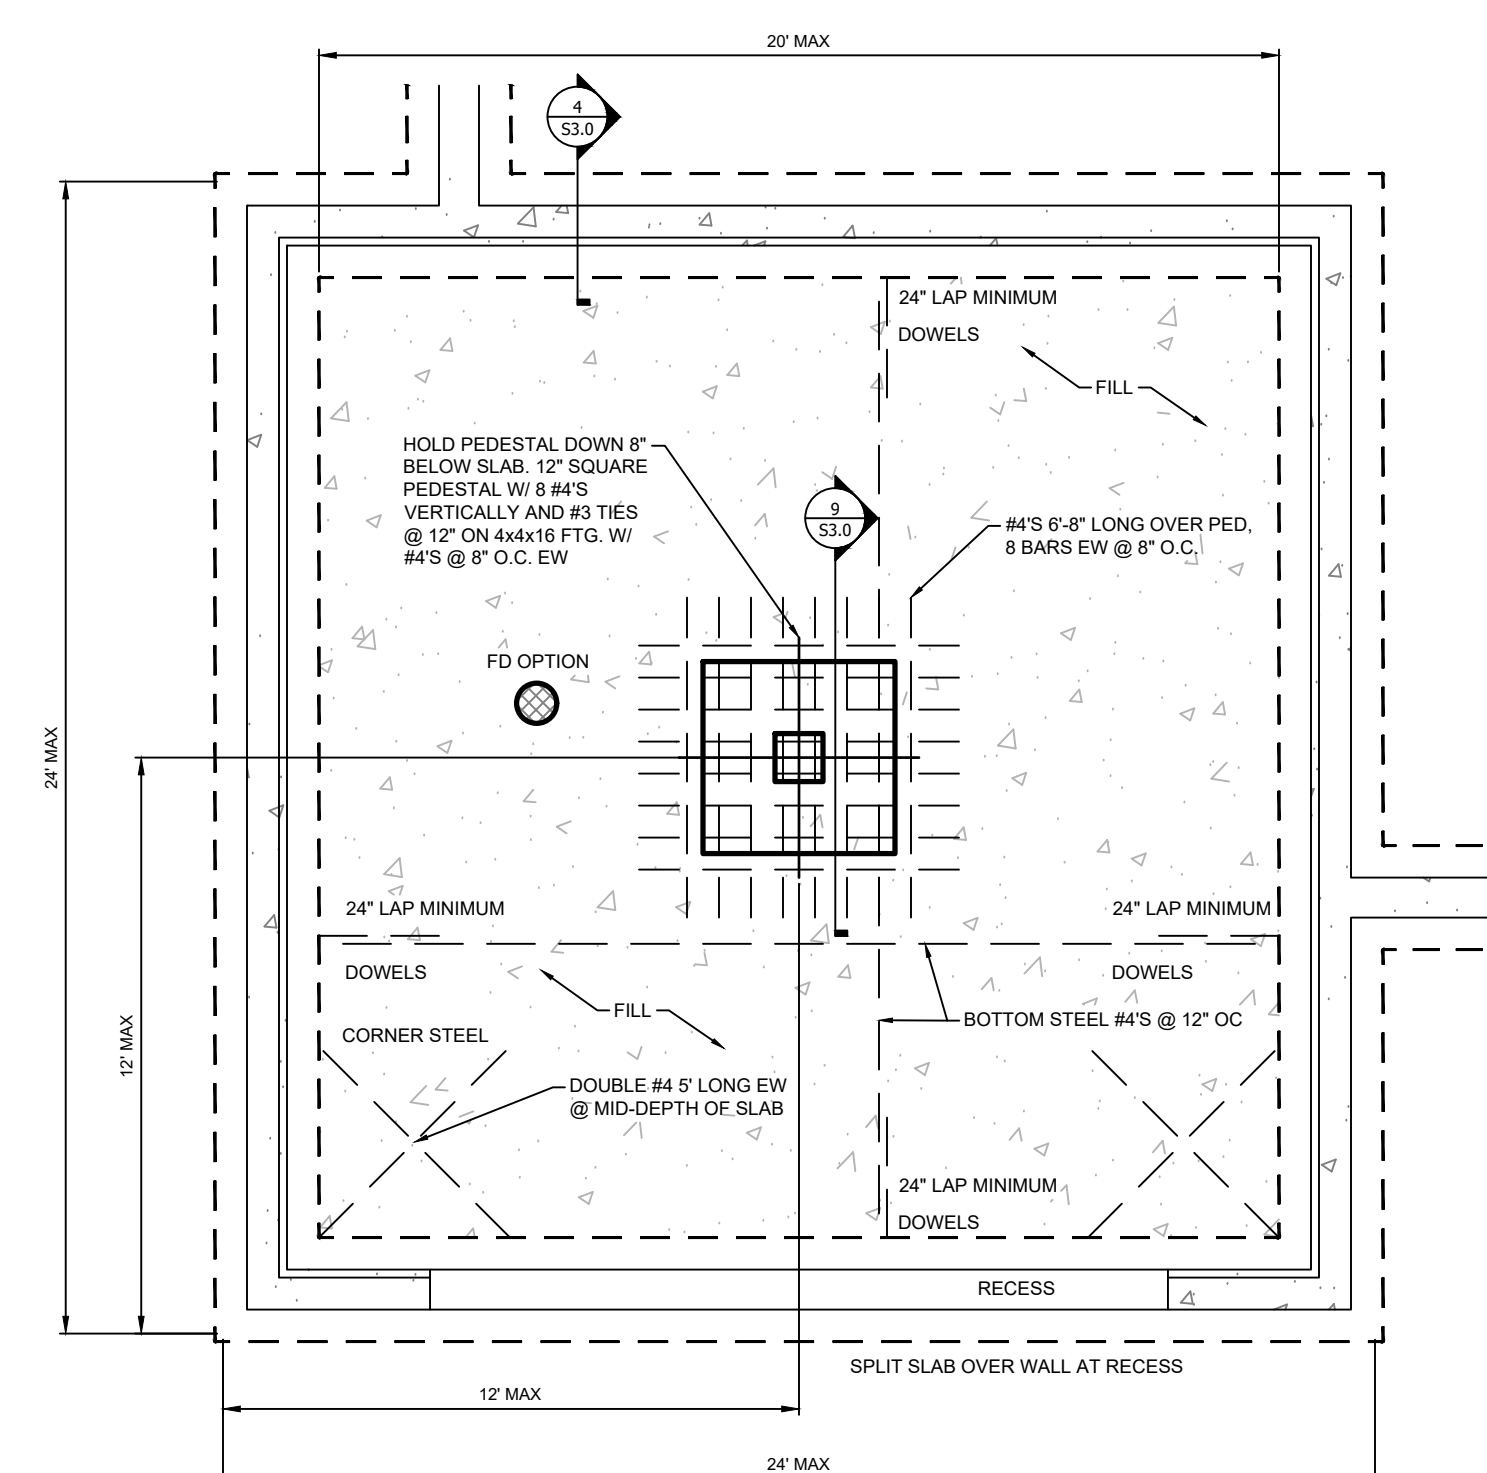 20' MAX
4
S3.0
24" LAP MINIMUM
DOWELS
FILL
HOLD PEDESTAL DOWN 8"
BELOW SLAB. 12" SQUARE
PEDESTAL W/ 8 #4'S
VERTICALLY AND #3 TIES
@ 12" ON 4x4x16 FTG. W/
#4'S @ 8" O.C. EW
9
S3.0
#4'S 6'-8" LONG OVER PED,
8 BARS EW @ 8" O.C.
FD OPTION
24' MAX
24" LAP MINIMUM
24" LAP MINIMUM
DOWELS
DOWELS
FILL
BOTTOM STEEL #4'S @ 12" OC
12' MAX
CORNER STEEL
DOUBLE #4 5' LONG EW
@ MID-DEPTH OF SLAB
24" LAP MINIMUM
DOWELS
RECESS
SPLIT SLAB OVER WALL AT RECESS
12' MAX
24' MAX